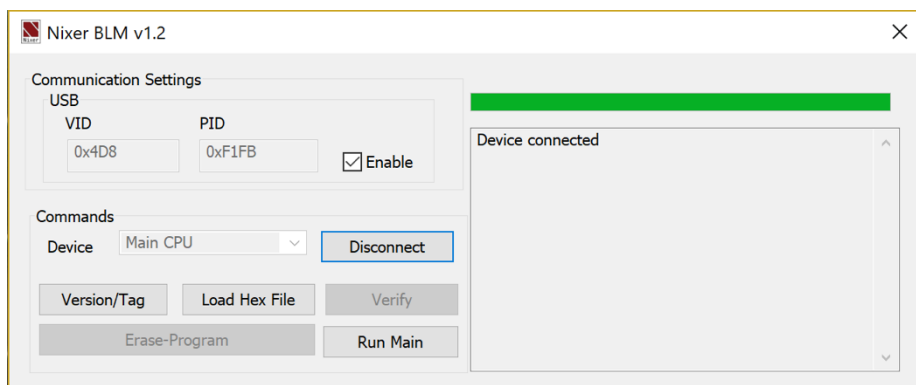 Nixer BLM v1.2
Communication Settings
USB
VID
PID
0x4D8
0xF1FB
Enable
Commands
Device
Main CPU
Disconnect
Version/Tag
Load Hex File
Verify
Erase-Program
Run Main
Device connected
Nixer